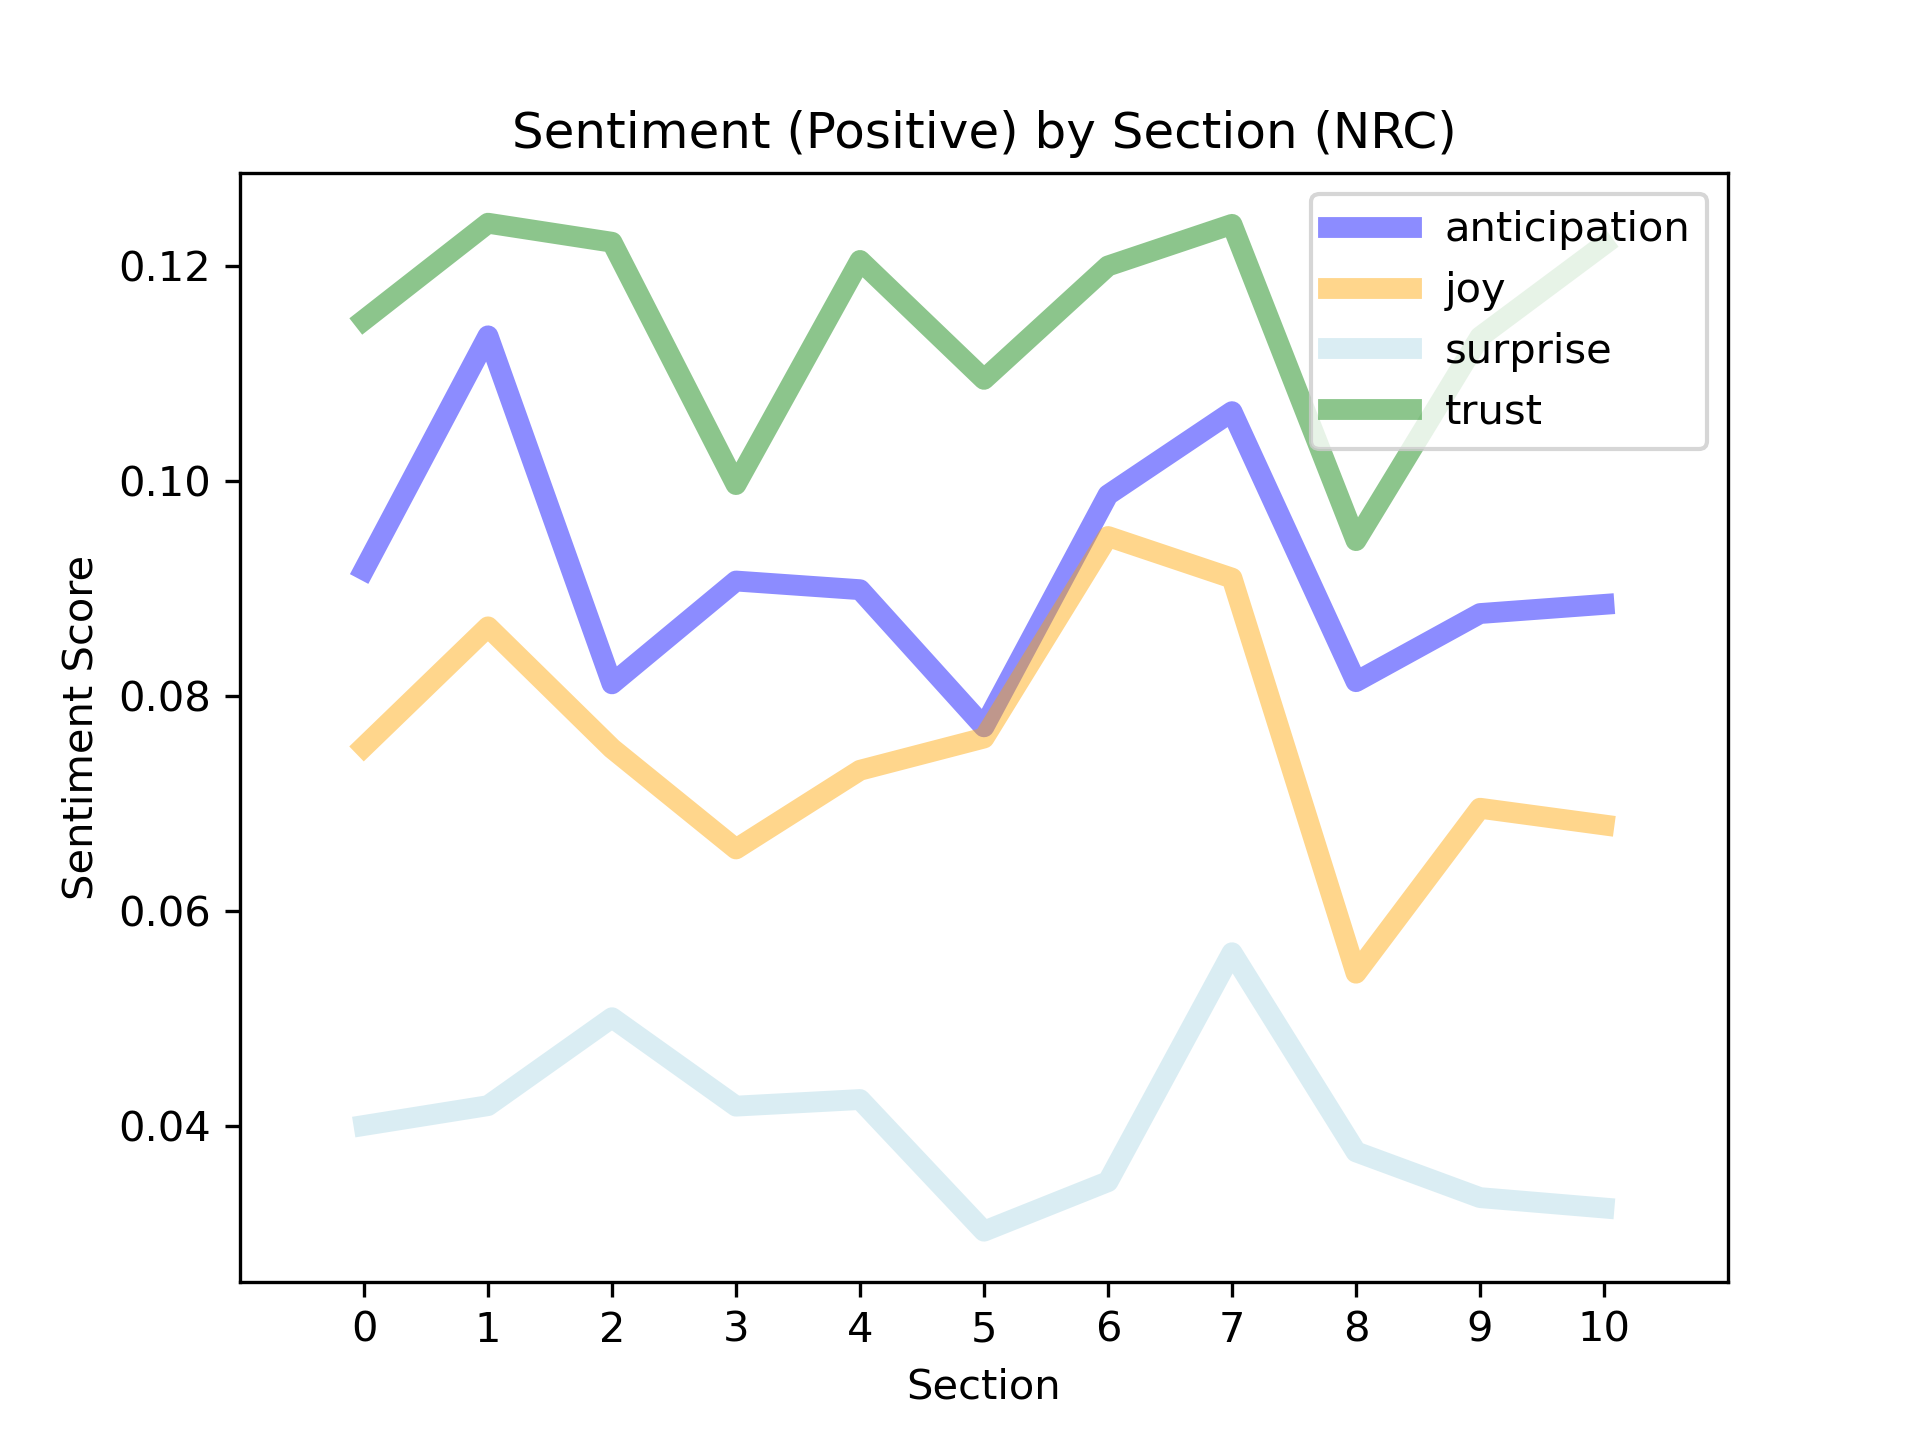 Sentiment (Positive) by Section (NRC)
anticipation
joy
surprise
trust
Sentiment Score
0.12
0.10
0.08
0.06
0.04
0 1 2 3 4 5 6 7 8 9 10
Section